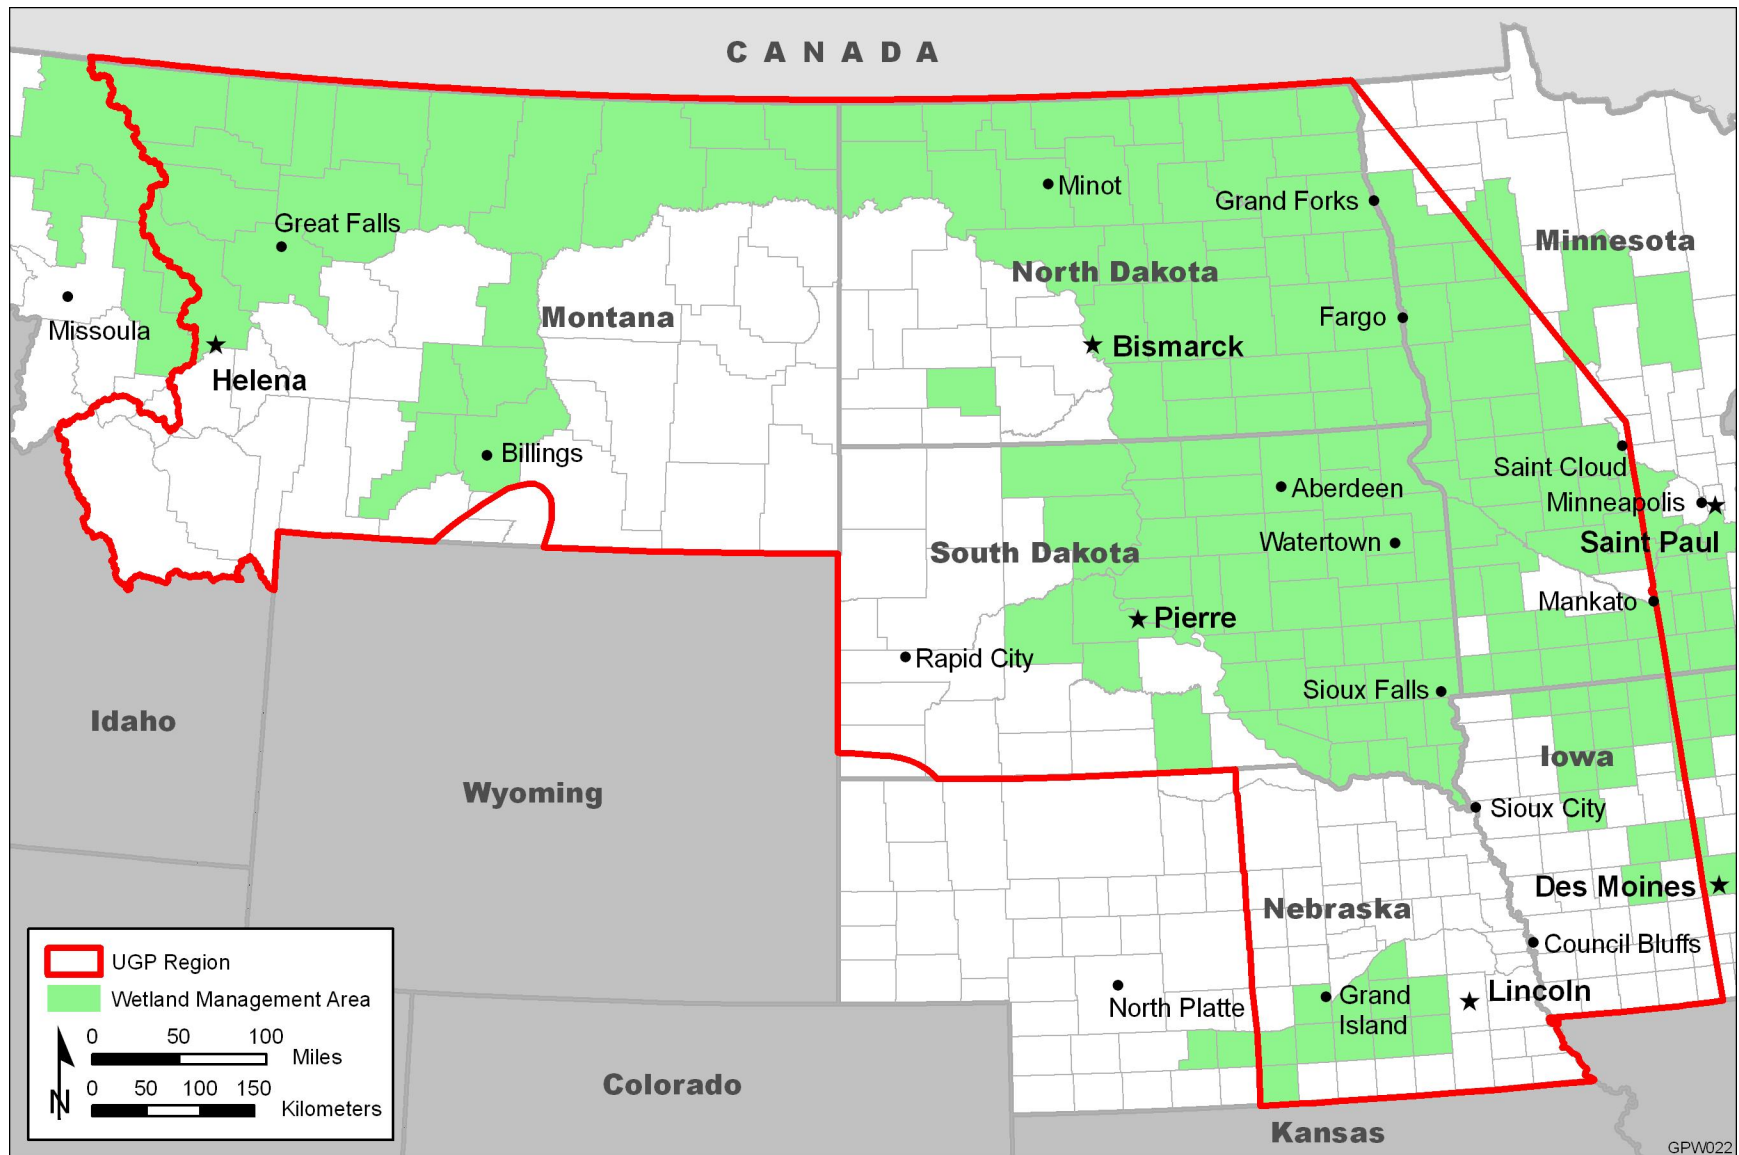 CANADA
Minot
Grand Forks
Great Falls
Minnesota
North Dakota
Missoula
Montana
Fargo
Bismarck
Helena
Billings
Saint Cloud
Aberdeen
Minneapolis
South Dakota
Watertown
Saint Paul
Mankato
Pierre
Rapid City
Sioux Falls
Idaho
Iowa
Wyoming
Sioux City
Des Moines
Nebraska
Council Bluffs
UGP Region
Wetland Management Area
North Platte
Grand
Island
Lincoln
0 50 100
Miles
0 50 100 150
Kilometers
N
Colorado
Kansas
GPW022